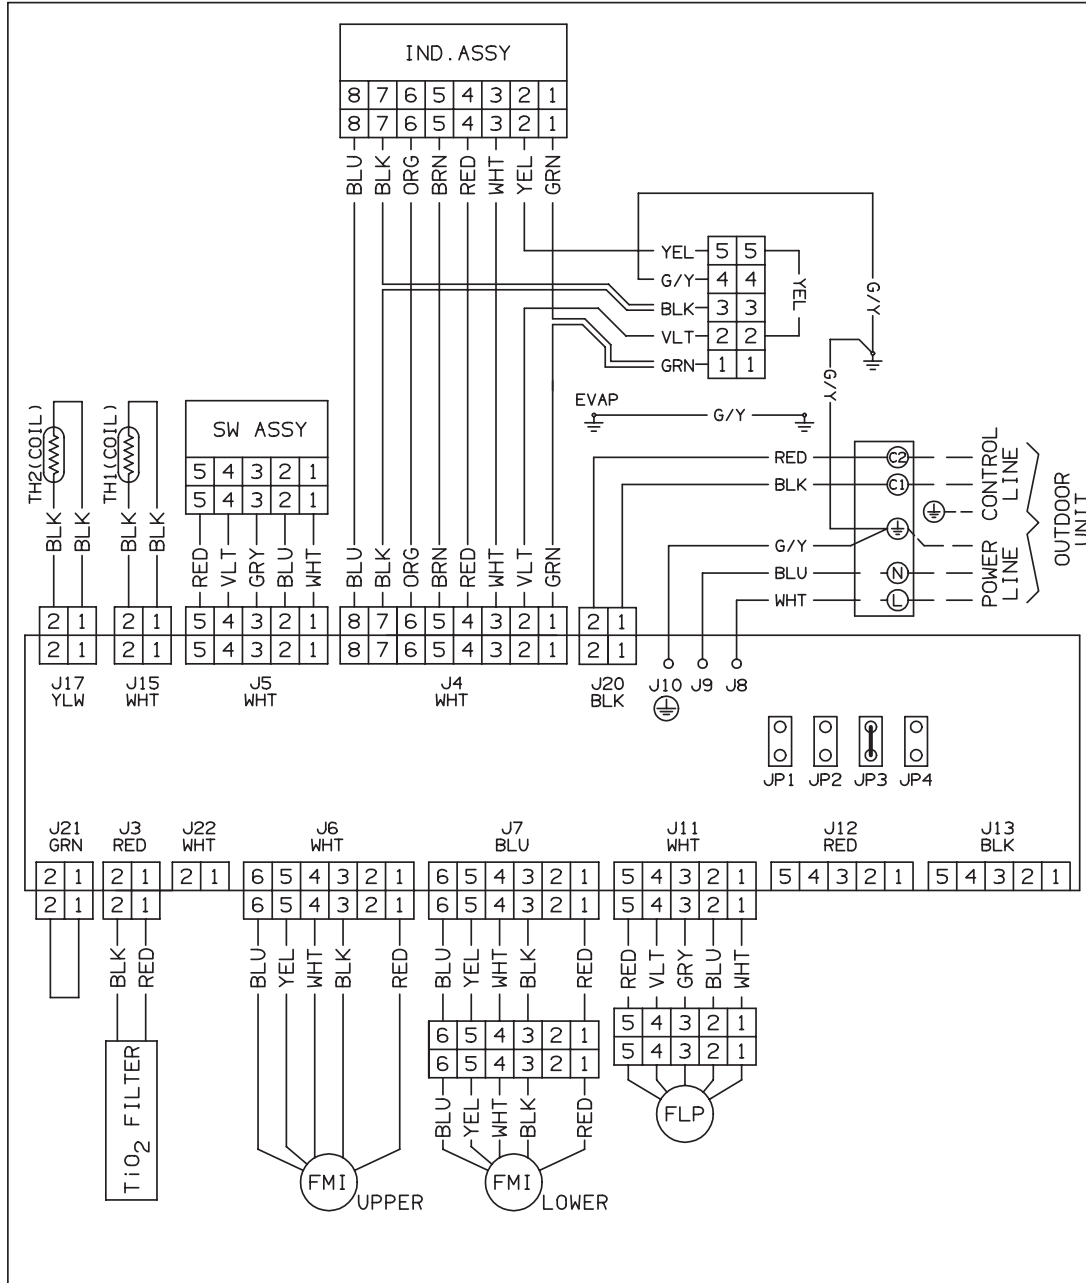 IND.ASSY
8 7 6 5 4 3 2 1
8 7 6 5 4 3 2 1
BLU BLK ORG BRN RED WHT YEL GRN
YEL 5 5
G/Y 4 4
BLK 3 3
VLT 2 2
GRN 1 1
YEL
G/Y
G/Y
EVAP
G/Y
TH2(COIL)
TH1(COIL)
SW ASSY
5 4 3 2 1
5 4 3 2 1
RED C2
BLK C1
G/Y
BLU N
WHT L
CONTROL LINE
POWER LINE
OUTDOOR UNIT
BLK BLK
BLK BLK
RED VLT GRY BLU WHT
BLU BLK ORG BRN RED WHT VLT GRN
2 1
2 1
2 1
2 1
5 4 3 2 1
5 4 3 2 1
8 7 6 5 4 3 2 1
8 7 6 5 4 3 2 1
2 1
2 1
J17
YLW
J15
WHT
J5
WHT
J4
WHT
J20
BLK
J10
J9
J8
JP1 JP2 JP3 JP4
J21
GRN
J3
RED
J22
WHT
J6
WHT
J7
BLU
J11
WHT
J12
RED
J13
BLK
2 1
2 1
2 1
2 1
2 1
6 5 4 3 2 1
6 5 4 3 2 1
6 5 4 3 2 1
6 5 4 3 2 1
5 4 3 2 1
5 4 3 2 1
5 4 3 2 1
5 4 3 2 1
BLK RED
BLU YEL WHT BLK RED
BLU YEL WHT BLK RED
RED VLT GRY BLU WHT
6 5 4 3 2 1
6 5 4 3 2 1
5 4 3 2 1
5 4 3 2 1
BLU YEL WHT BLK RED
TiO2 FILTER
FMI
UPPER
FMI
LOWER
FLP